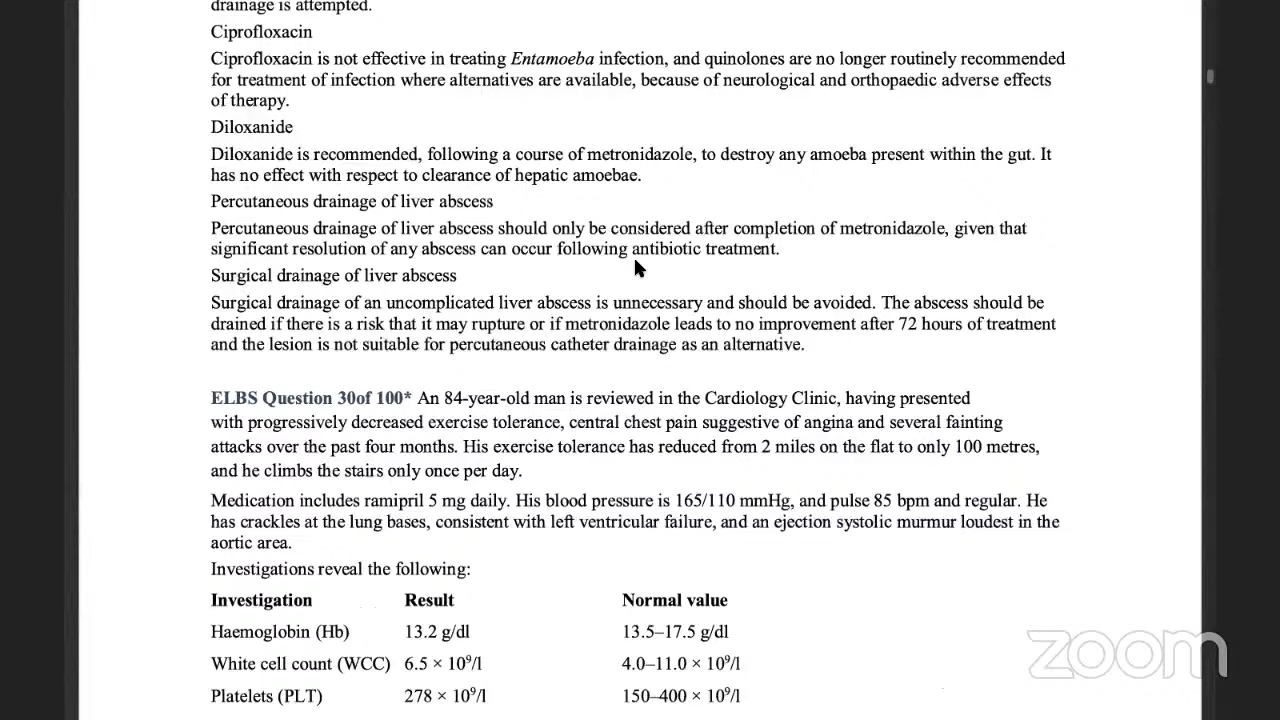 drainage is attempted.
Ciprofloxacin
Ciprofloxacin is not effective in treating Entamoeba infection, and quinolones are no longer routinely recommended
for treatment of infection where alternatives are available, because of neurological and orthopaedic adverse effects
of therapy.
Diloxanide
Diloxanide is recommended, following a course of metronidazole, to destroy any amoeba present within the gut. It
has no effect with respect to clearance of hepatic amoebae.
Percutaneous drainage of liver abscess
Percutaneous drainage of liver abscess should only be considered after completion of metronidazole, given that
significant resolution of any abscess can occur following antibiotic treatment.
Surgical drainage of liver abscess
Surgical drainage of an uncomplicated liver abscess is unnecessary and should be avoided. The abscess should be
drained if there is a risk that it may rupture or if metronidazole leads to no improvement after 72 hours of treatment
and the lesion is not suitable for percutaneous catheter drainage as an alternative.
ELBS Question 30of 100* An 84-year-old man is reviewed in the Cardiology Clinic, having presented
with progressively decreased exercise tolerance, central chest pain suggestive of angina and several fainting
attacks over the past four months. His exercise tolerance has reduced from 2 miles on the flat to only 100 metres,
and he climbs the stairs only once per day.
Medication includes ramipril 5 mg daily. His blood pressure is 165/110 mmHg, and pulse 85 bpm and regular. He
has crackles at the lung bases, consistent with left ventricular failure, and an ejection systolic murmur loudest in the
aortic area.
Investigations reveal the following:
Investigation Result Normal value
Haemoglobin (Hb) 13.2 g/dl 13.5–17.5 g/dl
White cell count (WCC) 6.5 × 10⁹/l 4.0–11.0 × 10⁹/l
Platelets (PLT) 278 × 10⁹/l 150–400 × 10⁹/l
zoom